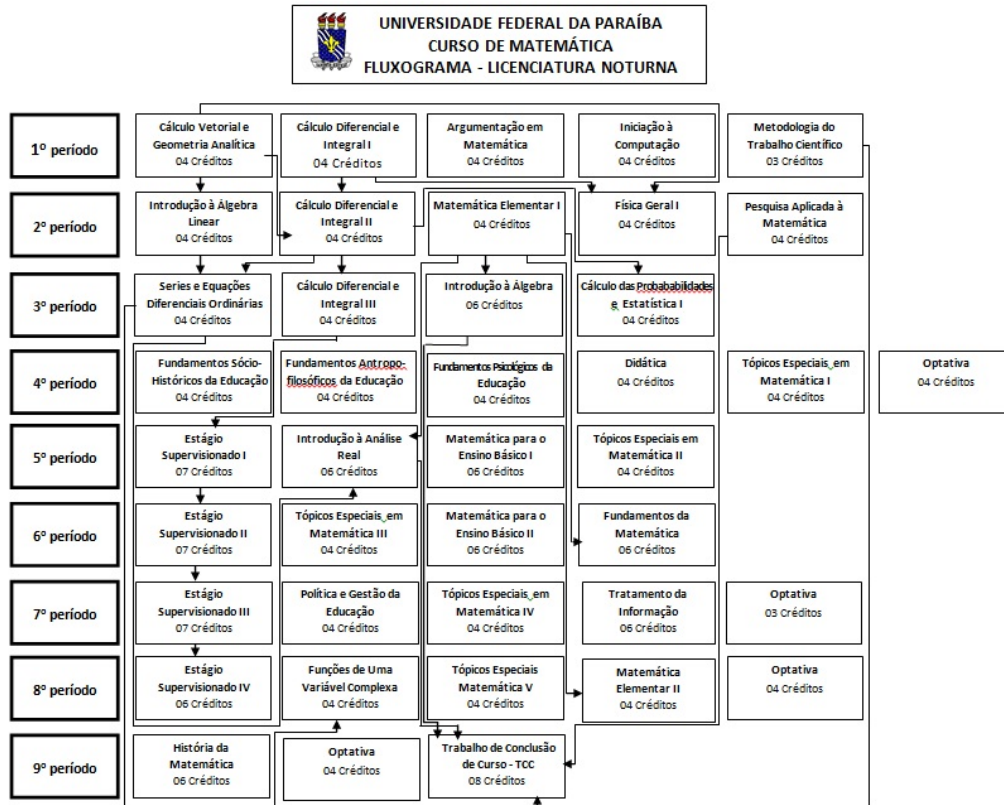 UNIVERSIDADE FEDERAL DA PARAÍBA
CURSO DE MATEMÁTICA
FLUXOGRAMA - LICENCIATURA NOTURNA
1º período
Cálculo Vetorial e
Geometria Analítica
04 Créditos
Cálculo Diferencial e
Integral I
04 Créditos
Argumentação em
Matemática
04 Créditos
Iniciação à
Computação
04 Créditos
Metodologia do
Trabalho Científico
03 Créditos
2º período
Introdução à Álgebra
Linear
04 Créditos
Cálculo Diferencial e
Integral II
04 Créditos
Matemática Elementar I
04 Créditos
Física Geral I
04 Créditos
Pesquisa Aplicada à
Matemática
04 Créditos
3º período
Series e Equações
Diferenciais Ordinárias
04 Créditos
Cálculo Diferencial e
Integral III
04 Créditos
Introdução à Álgebra
06 Créditos
Cálculo das Probababilidades
e Estatística I
04 Créditos
4º período
Fundamentos Sócio-
Históricos da Educação
04 Créditos
Fundamentos Antropo-
filosóficos da Educação
04 Créditos
Fundamentos Psicológicos da
Educação
04 Créditos
Didática
04 Créditos
Tópicos Especiais em
Matemática I
04 Créditos
Optativa
04 Créditos
5º período
Estágio
Supervisionado I
07 Créditos
Introdução à Análise
Real
06 Créditos
Matemática para o
Ensino Básico I
06 Créditos
Tópicos Especiais em
Matemática II
04 Créditos
6º período
Estágio
Supervisionado II
07 Créditos
Tópicos Especiais em
Matemática III
04 Créditos
Matemática para o
Ensino Básico II
06 Créditos
Fundamentos da
Matemática
06 Créditos
7º período
Estágio
Supervisionado III
07 Créditos
Política e Gestão da
Educação
04 Créditos
Tópicos Especiais em
Matemática IV
04 Créditos
Tratamento da
Informação
06 Créditos
Optativa
03 Créditos
8º período
Estágio
Supervisionado IV
06 Créditos
Funções de Uma
Variável Complexa
04 Créditos
Tópicos Especiais
Matemática V
04 Créditos
Matemática
Elementar II
04 Créditos
Optativa
04 Créditos
9º período
História da
Matemática
06 Créditos
Optativa
04 Créditos
Trabalho de Conclusão
de Curso - TCC
08 Créditos